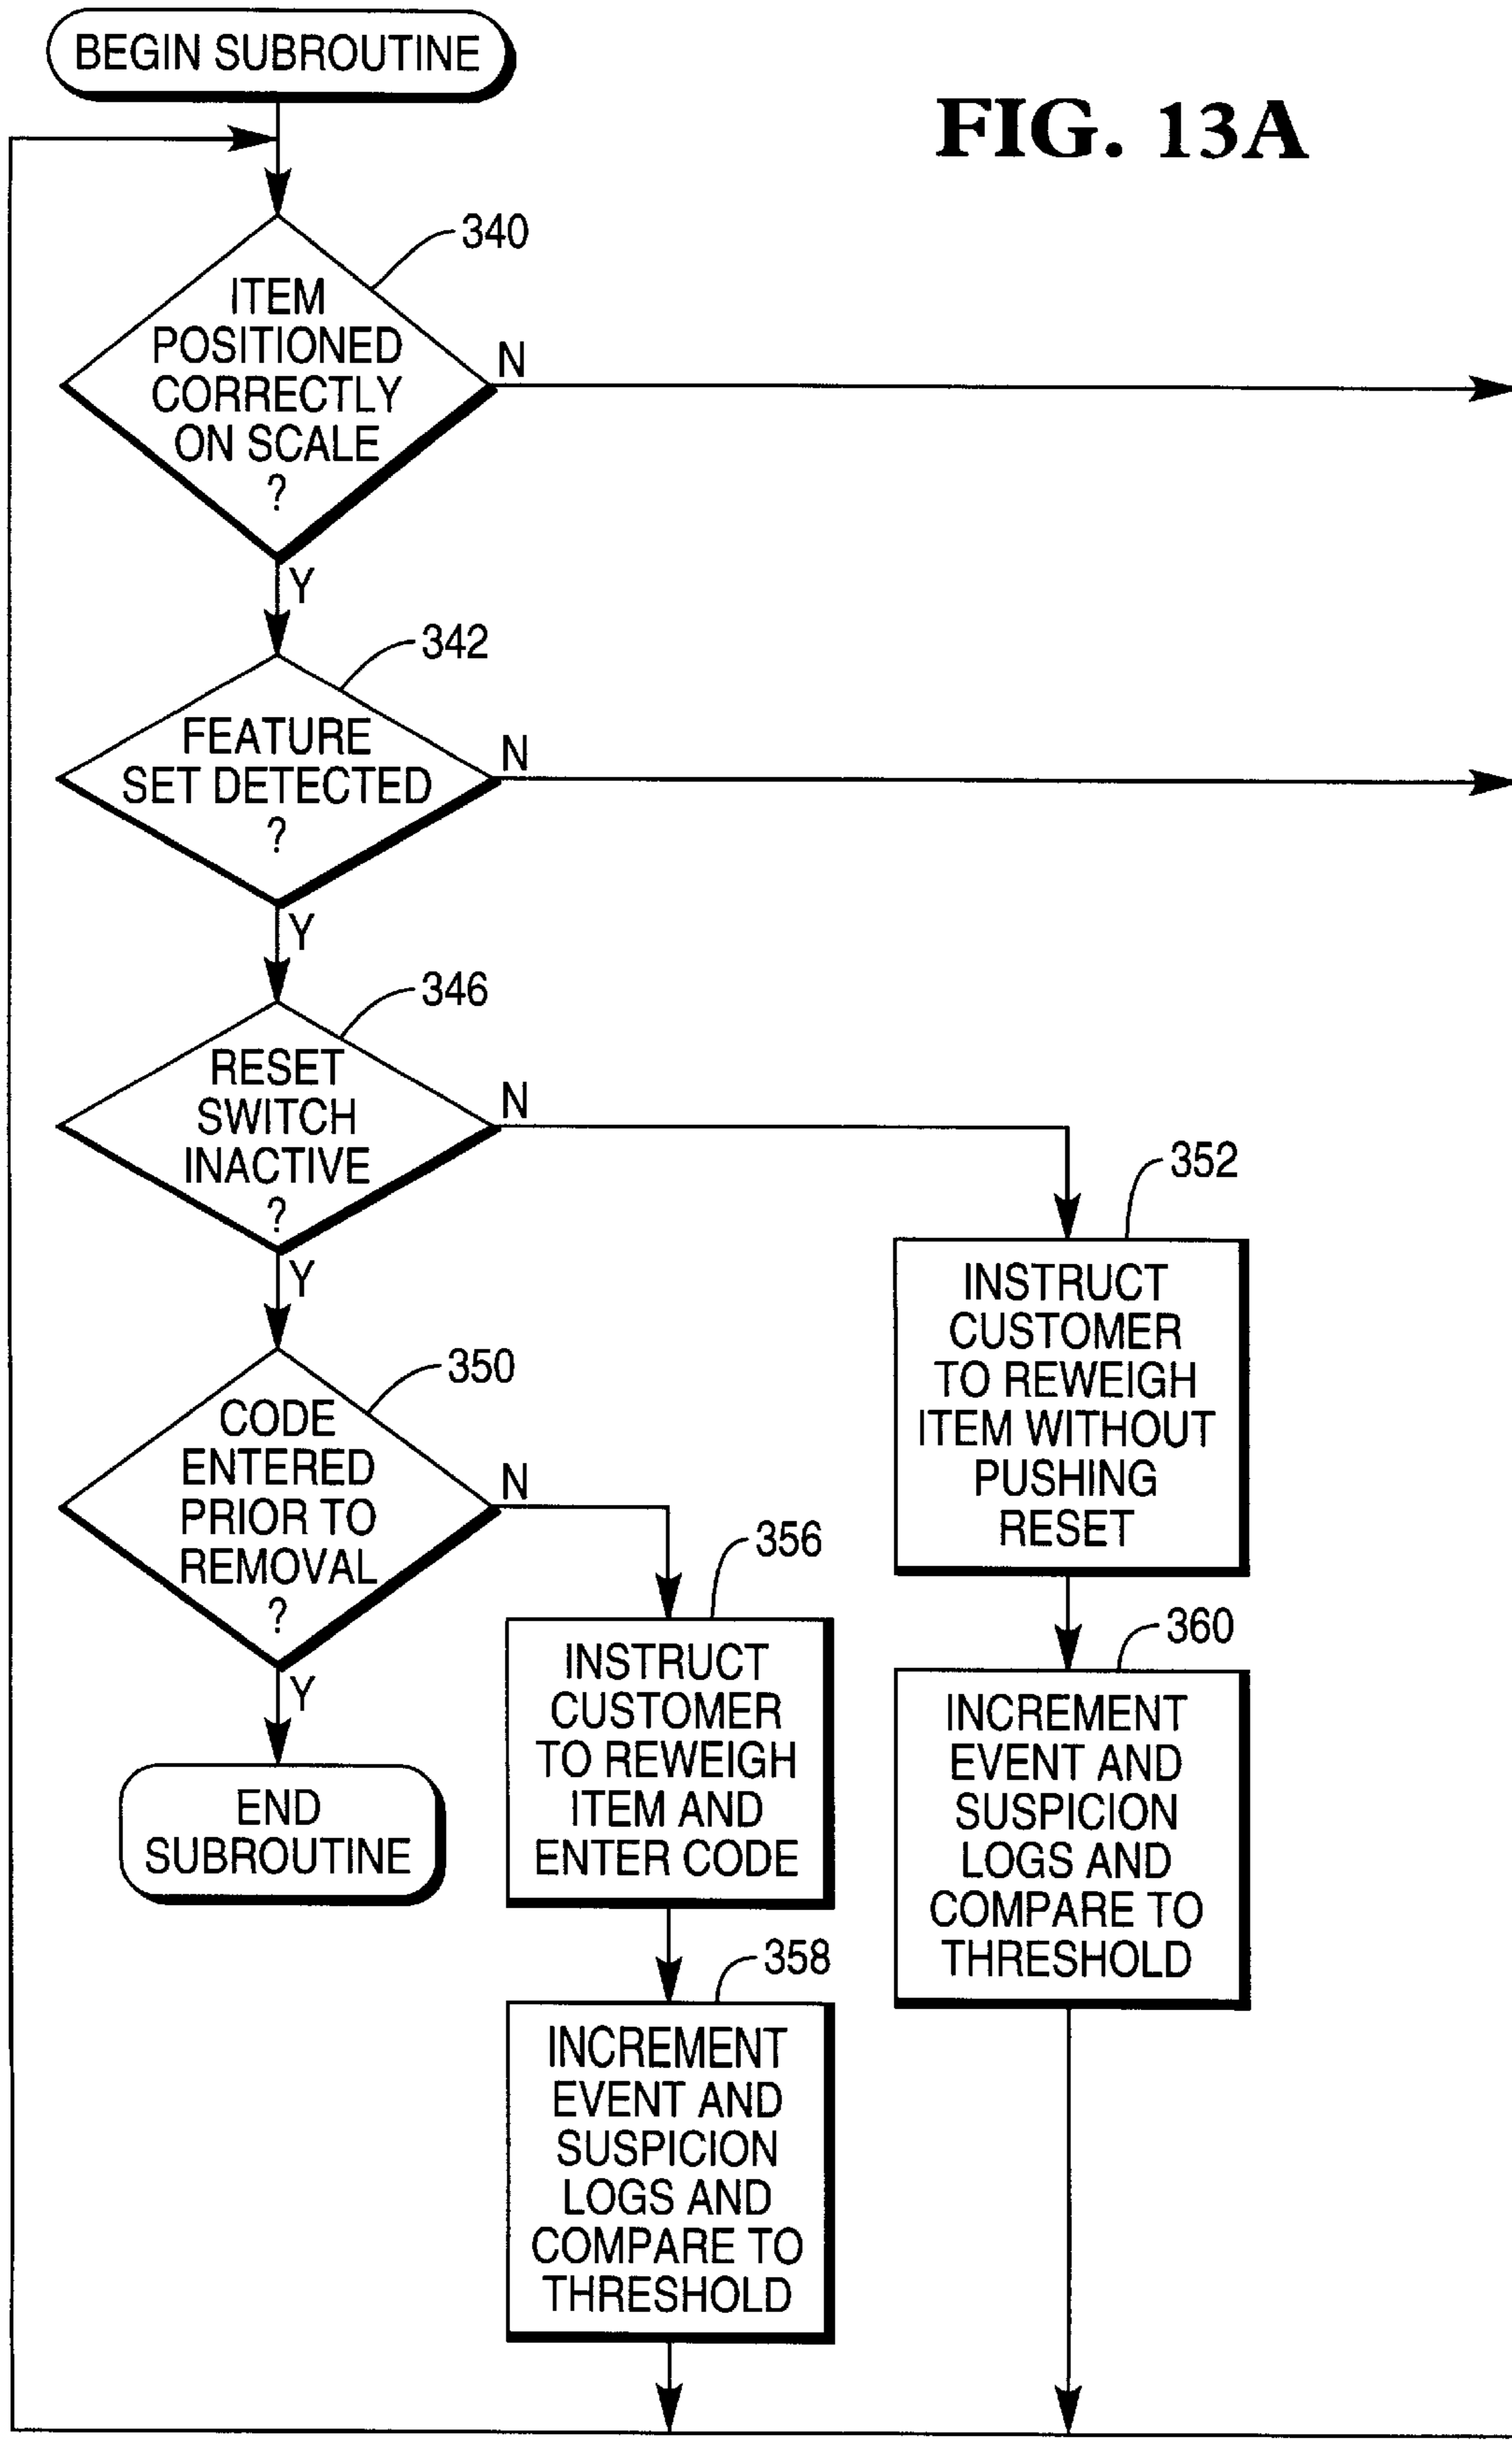 BEGIN SUBROUTINE
FIG. 13A
340
ITEM
POSITIONED
CORRECTLY
ON SCALE
?
N
Y
342
FEATURE
SET DETECTED
?
N
Y
346
RESET
SWITCH
INACTIVE
?
N
Y
352
INSTRUCT
CUSTOMER
TO REWEIGH
ITEM WITHOUT
PUSHING
RESET
350
CODE
ENTERED
PRIOR TO
REMOVAL
?
N
Y
356
INSTRUCT
CUSTOMER
TO REWEIGH
ITEM AND
ENTER CODE
360
INCREMENT
EVENT AND
SUSPICION
LOGS AND
COMPARE TO
THRESHOLD
END
SUBROUTINE
358
INCREMENT
EVENT AND
SUSPICION
LOGS AND
COMPARE TO
THRESHOLD